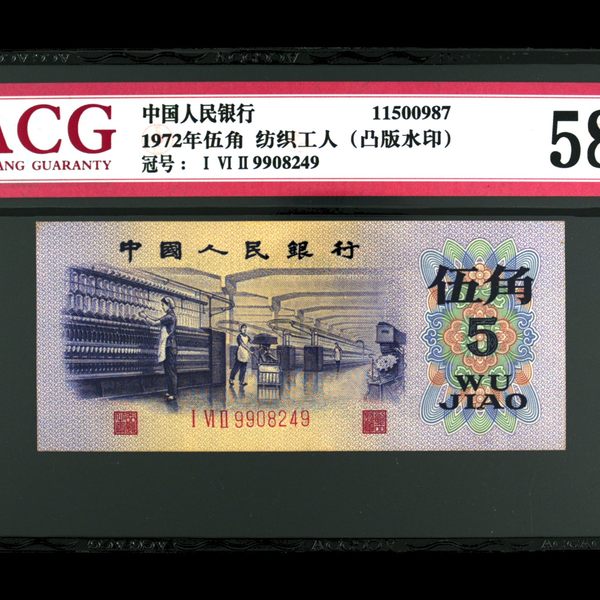 ACG
ANG GUARANTY
中国人民银行
11500987
1972年伍角 纺织工人（凸版水印）
冠号： Ⅰ Ⅵ Ⅱ 9908249
58
中國人民銀行
伍角
5
WU
JIAO
Ⅰ Ⅵ Ⅱ 9908249